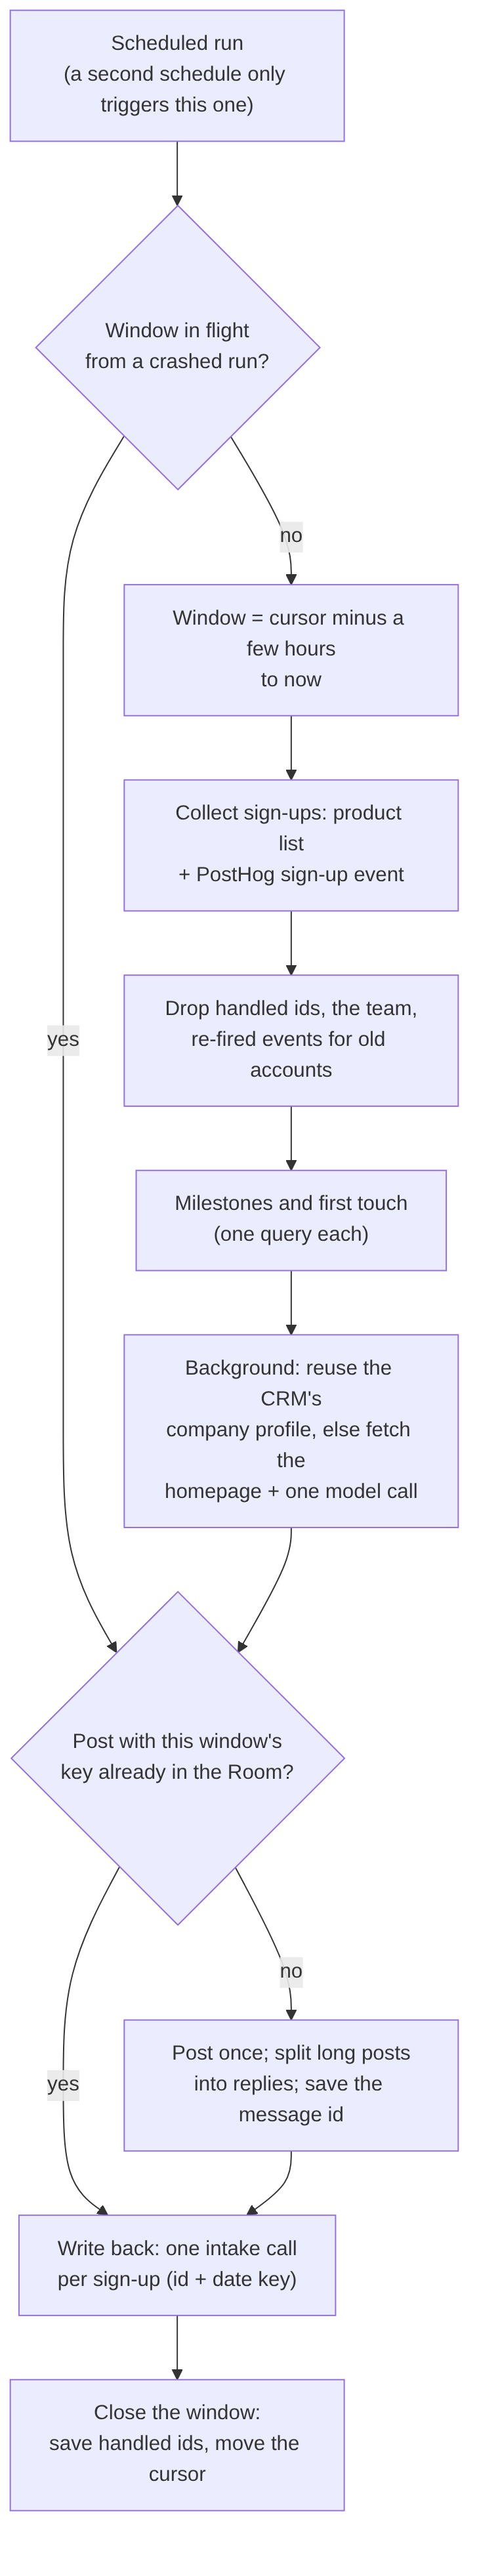 Scheduled run
(a second schedule only
triggers this one)
Window in flight
from a crashed run?
no
Window = cursor minus a
few hours
to now
Collect sign-ups: product
list
+ PostHog sign-up event
yes
Drop handled ids, the team,
re-fired events for old
accounts
Milestones and first touch
(one query each)
Background: reuse the
CRM's
company profile, else fetch
the
homepage + one model call
Post with this window's
key already in the Room?
no
yes
Post once; split long posts
into replies; save the
message id
Write back: one intake call
per sign-up (id + date key)
Close the window:
save handled ids, move the
cursor